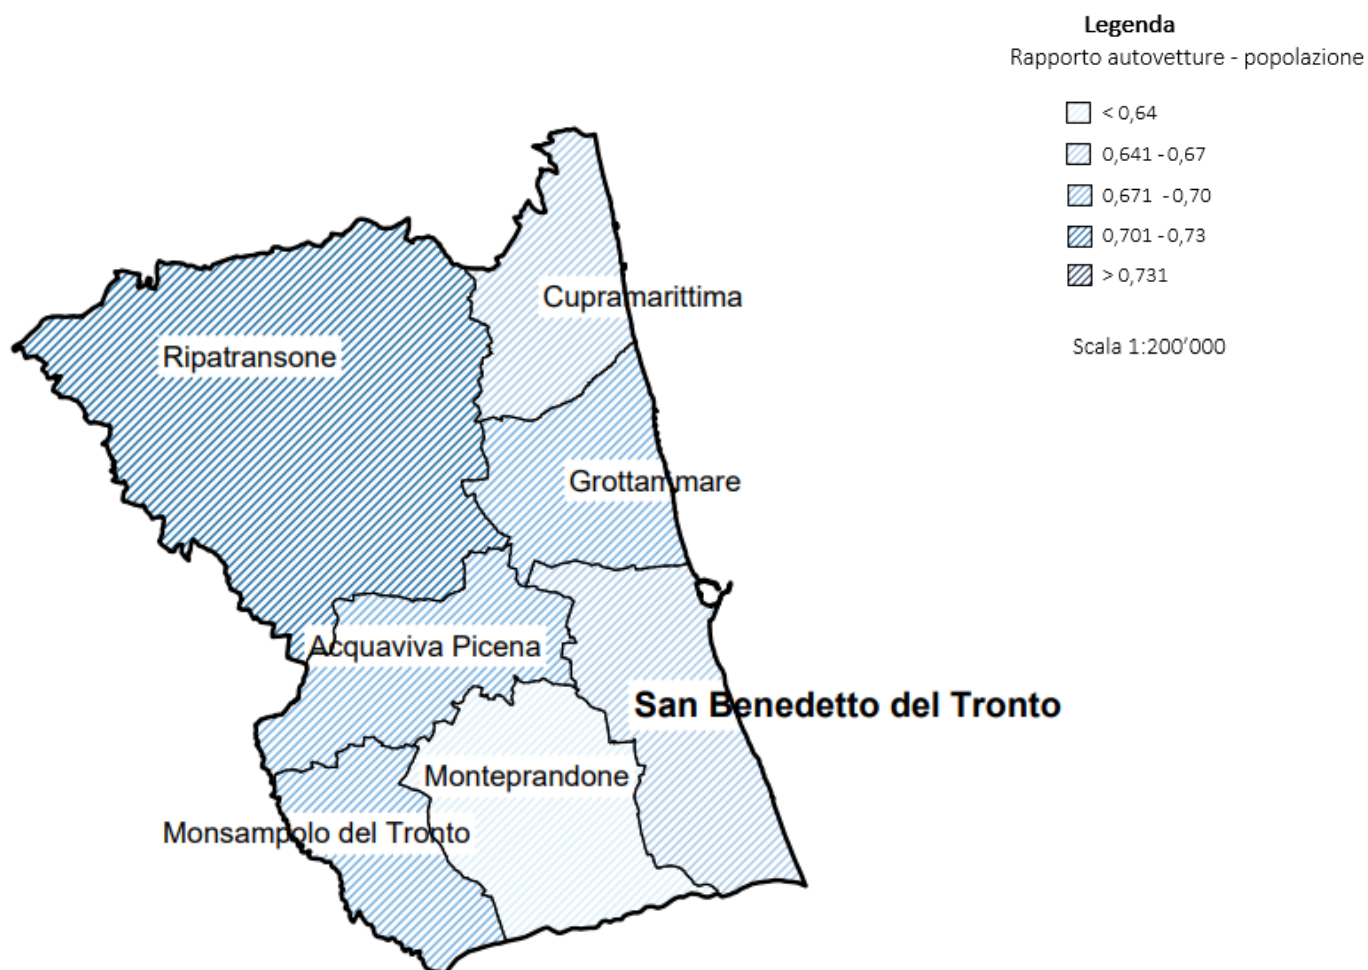 Legenda
Rapporto autovetture - popolazione
< 0,64
0,641 - 0,67
0,671 - 0,70
0,701 - 0,73
> 0,731
Scala 1:200'000
Cupramarittima
Ripatransone
Grottammare
Acquaviva Picena
San Benedetto del Tronto
Monteprandone
Monsampolo del Tronto